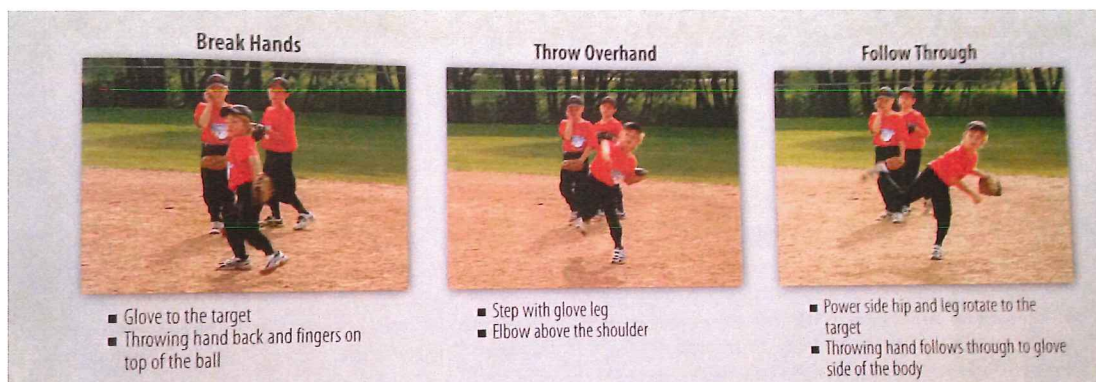 Break Hands
Throw Overhand
Follow Through
■ Glove to the target
■ Throwing hand back and fingers on
top of the ball
■ Step with glove leg
■ Elbow above the shoulder
■ Power side hip and leg rotate to the
target
■ Throwing hand follows through to glove
side of the body